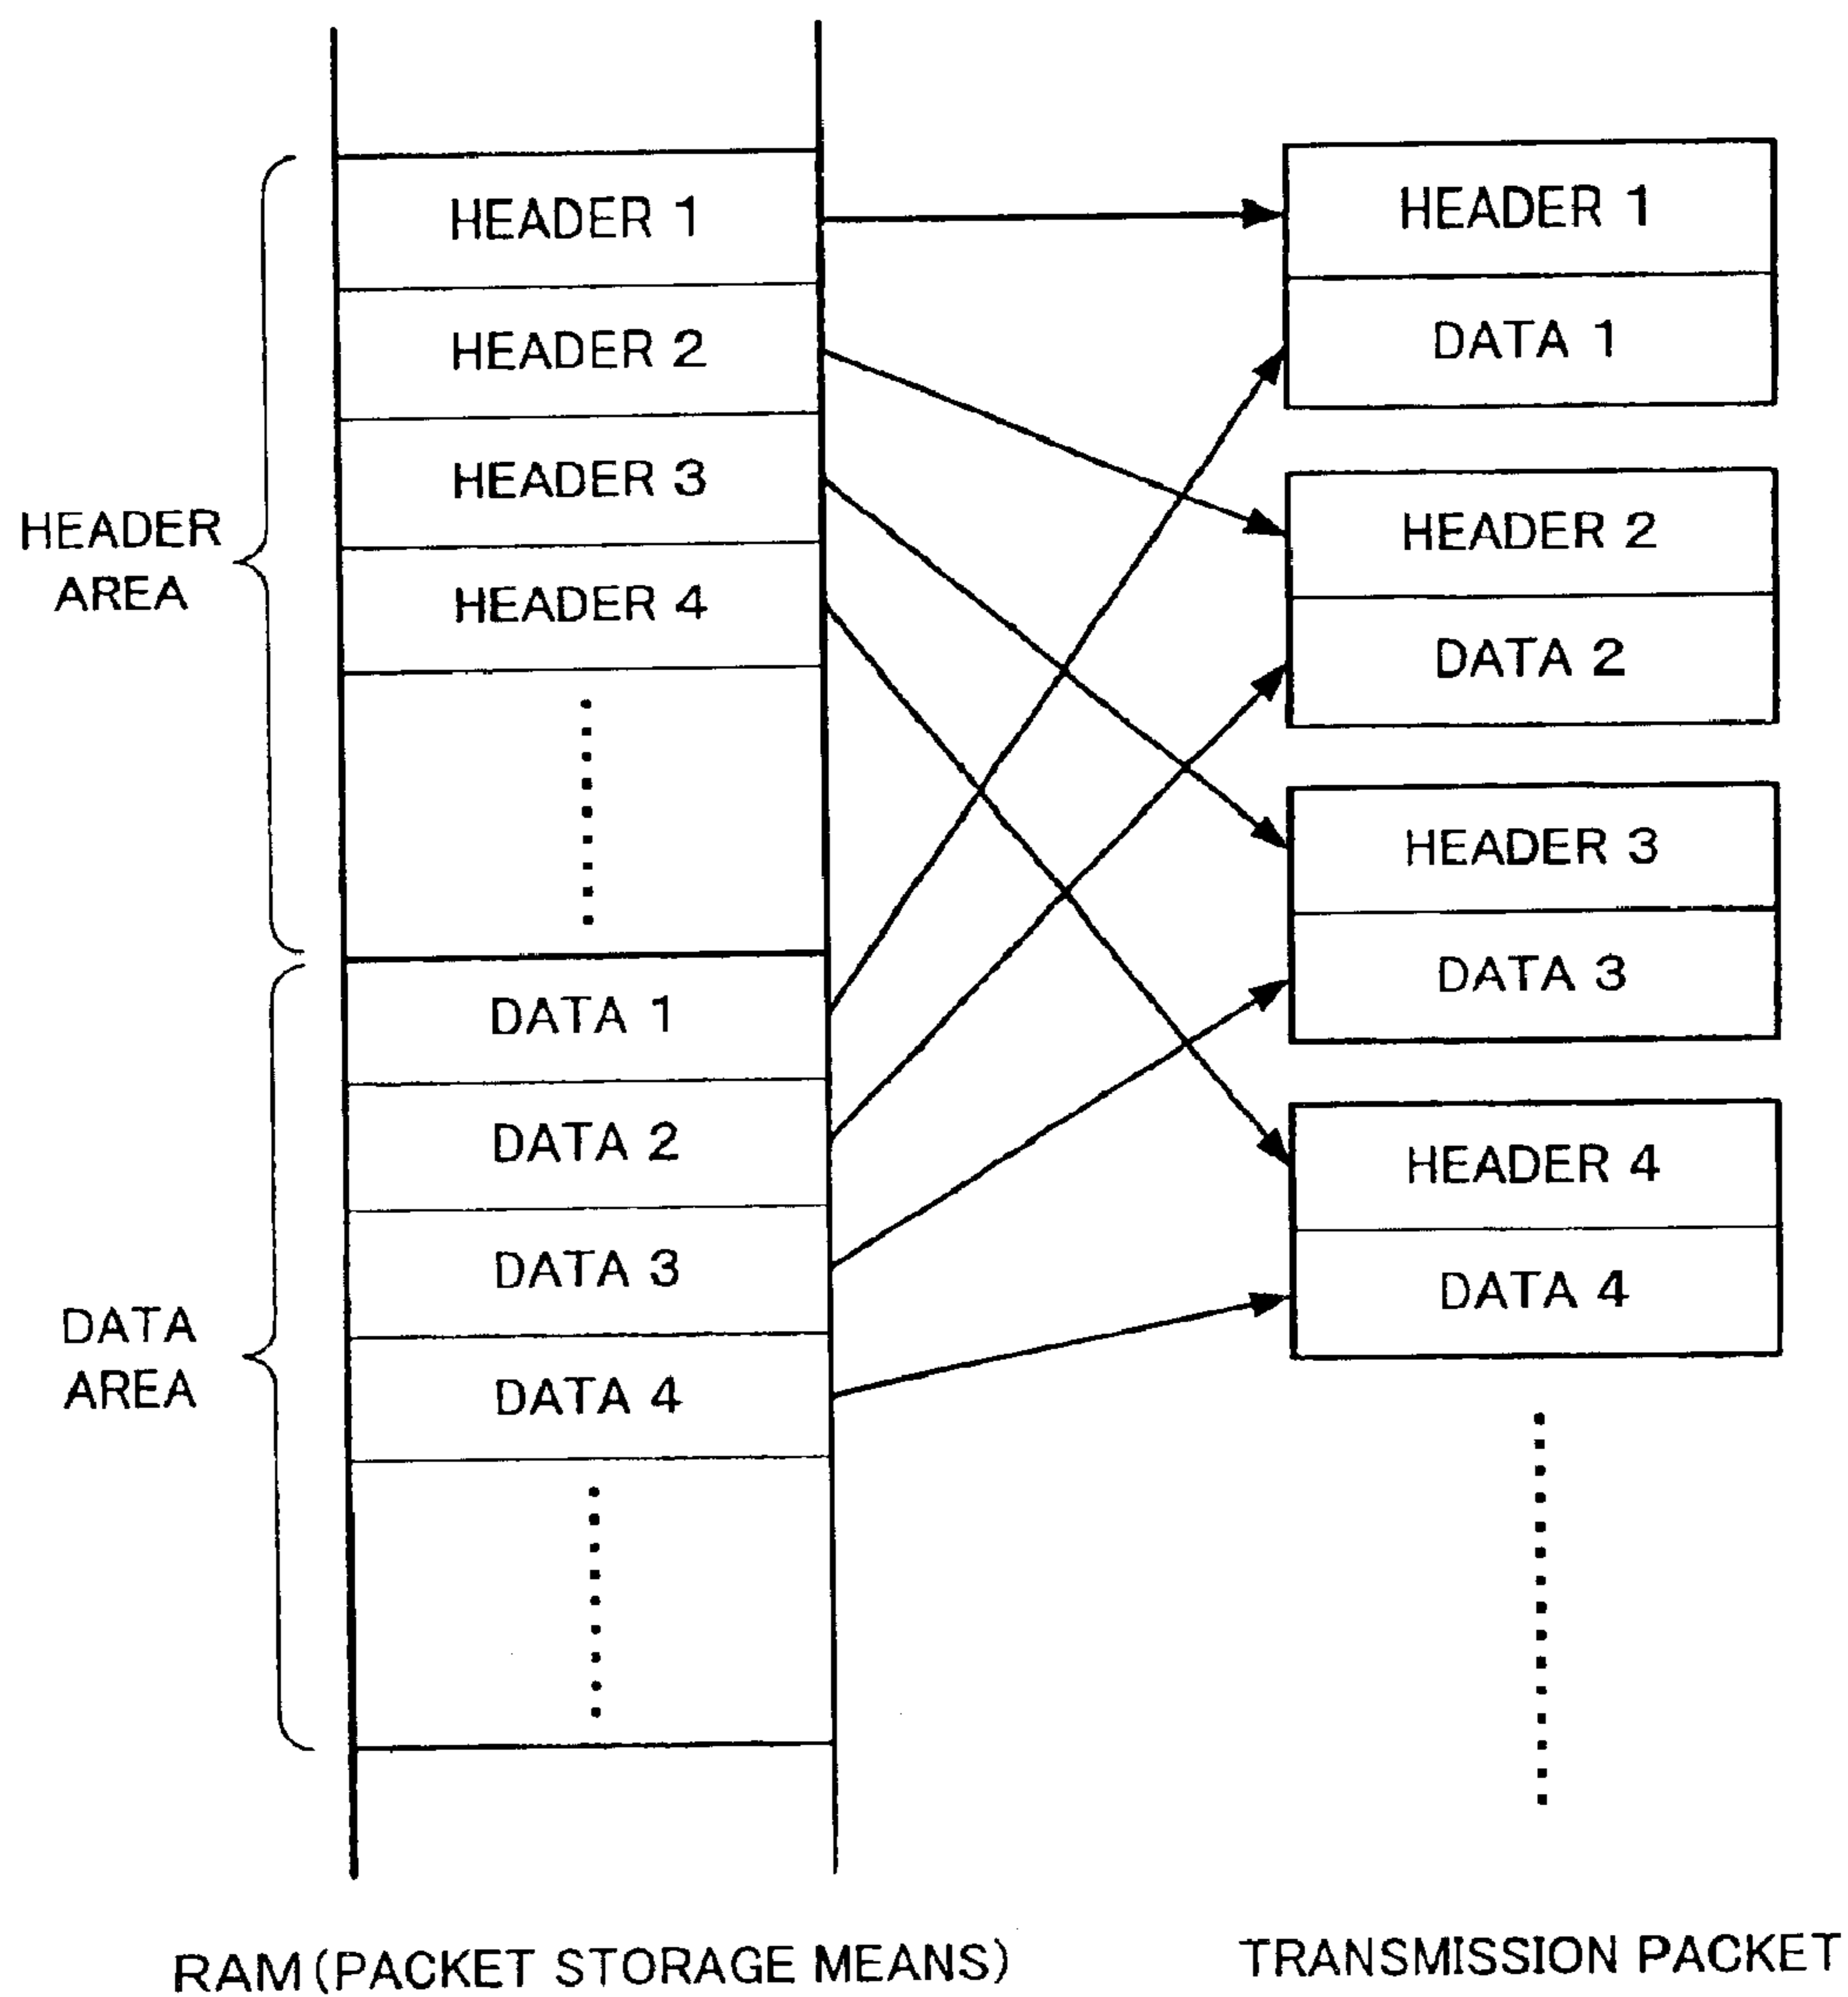 HEADER
AREA
HEADER 1
HEADER 2
HEADER 3
HEADER 4
DATA
AREA
DATA 1
DATA 2
DATA 3
DATA 4
HEADER 1
DATA 1
HEADER 2
DATA 2
HEADER 3
DATA 3
HEADER 4
DATA 4
RAM (PACKET STORAGE MEANS)
TRANSMISSION PACKET